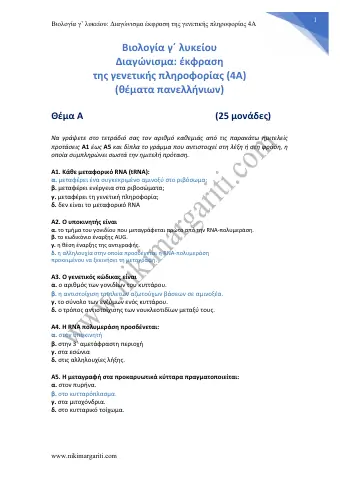 Βιολογία γ΄ λυκείου: Διαγώνισμα έκφραση της γενετικής πληροφορίας 4Α
1
Βιολογία γ΄ λυκείου
Διαγώνισμα: έκφραση
της γενετικής πληροφορίας (4Α)
(θέματα πανελλήνιων)
Θέμα Α (25 μονάδες)
Να γράψετε στο τετράδιό σας τον αριθμό καθεμιάς από τις παρακάτω ημιτελείς
προτάσεις Α1 έως Α5 και δίπλα το γράμμα που αντιστοιχεί στη λέξη ή στη φράση, η
οποία συμπληρώνει σωστά την ημιτελή πρόταση.
Α1. Κάθε μεταφορικό RNA (tRNA):
α. μεταφέρει ένα συγκεκριμένο αμινοξύ στο ριβόσωμα;
β. μεταφέρει ενέργεια στα ριβοσώματα;
γ. μεταφέρει τη γενετική πληροφορία;
δ. δεν είναι το μεταφορικό RNA
Α2. Ο υποκινητής είναι
α. το τμήμα του γονιδίου που μεταγράφεται πρώτο από την RNA-πολυμεράση.
β. το κωδικόνιο έναρξης AUG.
γ. η θέση έναρξης της αντιγραφής.
δ. η αλληλουχία στην οποία προσδένεται η RNA-πολυμεράση
προκειμένου να ξεκινήσει τη μεταγραφή.
Α3. Ο γενετικός κώδικας είναι
α. ο αριθμός των γονιδίων του κυττάρου.
β. η αντιστοίχιση τριπλετών αζωτούχων βάσεων σε αμινοξέα.
γ. το σύνολο των ενζύμων ενός κυττάρου.
δ. ο τρόπος αντιστοίχισης των νουκλεοτιδίων μεταξύ τους.
Α4. Η RNA πολυμεράση προσδένεται:
α. στον υποκινητή
β. στην 3΄ αμετάφραστη περιοχή
γ. στα εσώνια
δ. στις αλληλουχίες λήξης.
Α5. Η μεταγραφή στα προκαρυωτικά κύτταρα πραγματοποιείται:
α. στον πυρήνα.
β. στο κυτταρόπλασμα.
γ. στα μιτοχόνδρια.
δ. στο κυτταρικό τοίχωμα.
www.nikimargariti.com
www.nikimargariti.com